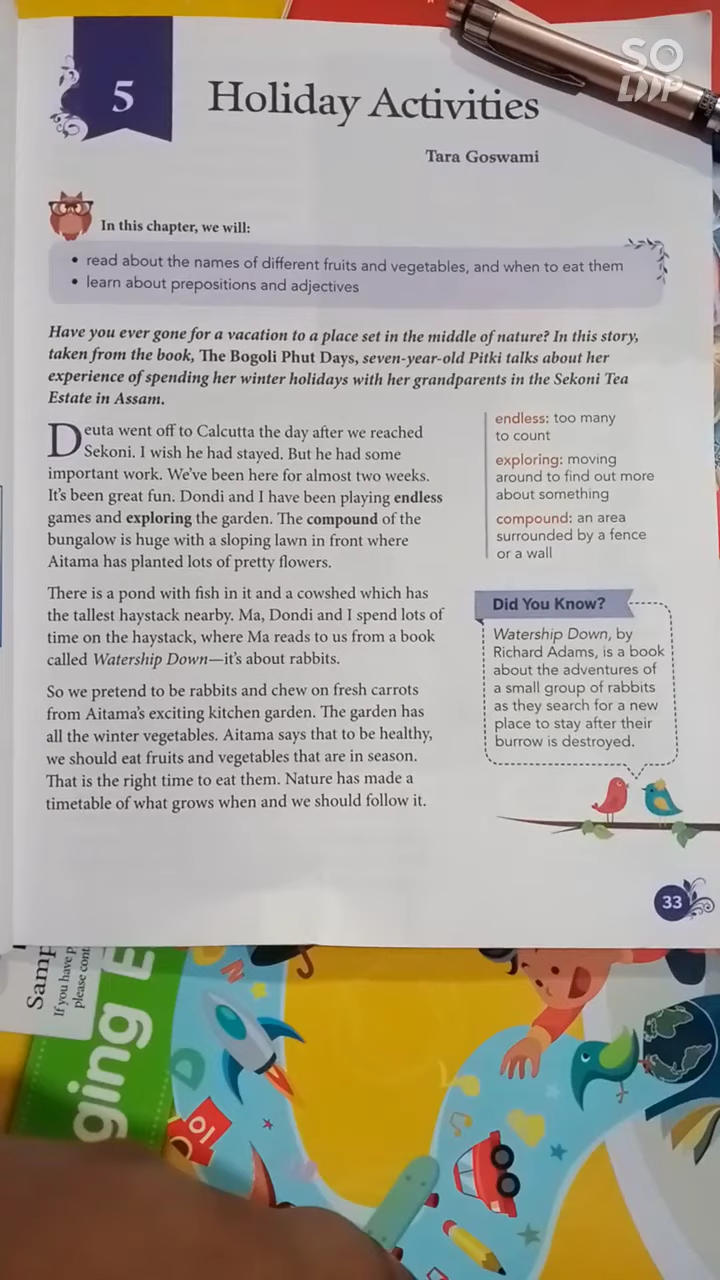 SO
LOOP
5
Holiday Activities
Tara Goswami
In this chapter, we will:
• read about the names of different fruits and vegetables, and when to eat them
• learn about prepositions and adjectives
Have you ever gone for a vacation to a place set in the middle of nature? In this story,
taken from the book, The Bogoli Phut Days, seven-year-old Pitki talks about her
experience of spending her winter holidays with her grandparents in the Sekoni Tea
Estate in Assam.
Deuta went off to Calcutta the day after we reached
Sekoni. I wish he had stayed. But he had some
important work. We've been here for almost two weeks.
It's been great fun. Dondi and I have been playing endless
games and exploring the garden. The compound of the
bungalow is huge with a sloping lawn in front where
Aitama has planted lots of pretty flowers.
There is a pond with fish in it and a cowshed which has
the tallest haystack nearby. Ma, Dondi and I spend lots of
time on the haystack, where Ma reads to us from a book
called Watership Down—it's about rabbits.
So we pretend to be rabbits and chew on fresh carrots
from Aitama's exciting kitchen garden. The garden has
all the winter vegetables. Aitama says that to be healthy,
we should eat fruits and vegetables that are in season.
That is the right time to eat them. Nature has made a
timetable of what grows when and we should follow it.
endless: too many
to count
exploring: moving
around to find out more
about something
compound: an area
surrounded by a fence
or a wall
Did You Know?
Watership Down, by
Richard Adams, is a book
about the adventures of
a small group of rabbits
as they search for a new
place to stay after their
burrow is destroyed.
33
Samp
If you have p
please cont
ging E